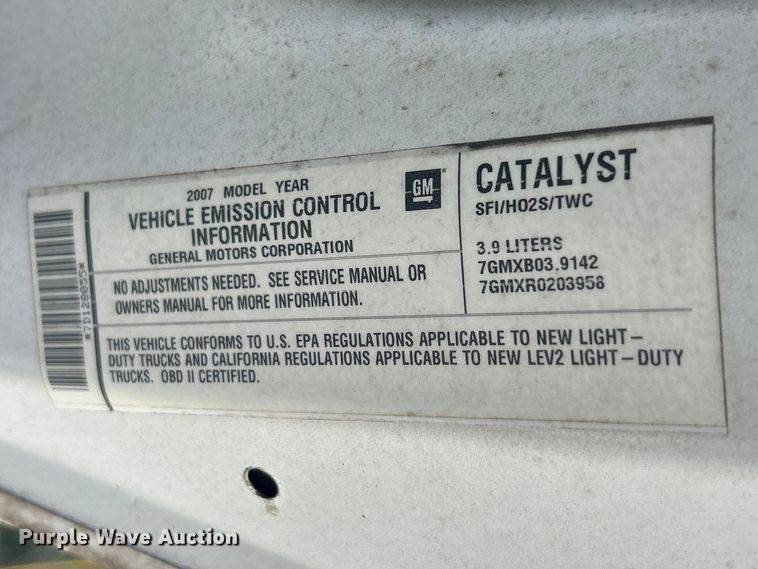 *7D128055*
2007 MODEL YEAR
VEHICLE EMISSION CONTROL
INFORMATION
GENERAL MOTORS CORPORATION
GM
NO ADJUSTMENTS NEEDED. SEE SERVICE MANUAL OR
OWNERS MANUAL FOR MORE INFORMATION.
CATALYST
SFI/HO2S/TWC
3.9 LITERS
7GMXB03.9142
7GMXR0203958
THIS VEHICLE CONFORMS TO U.S. EPA REGULATIONS APPLICABLE TO NEW LIGHT-
DUTY TRUCKS AND CALIFORNIA REGULATIONS APPLICABLE TO NEW LEV2 LIGHT-DUTY
TRUCKS. OBD II CERTIFIED.
Purple Wave Auction